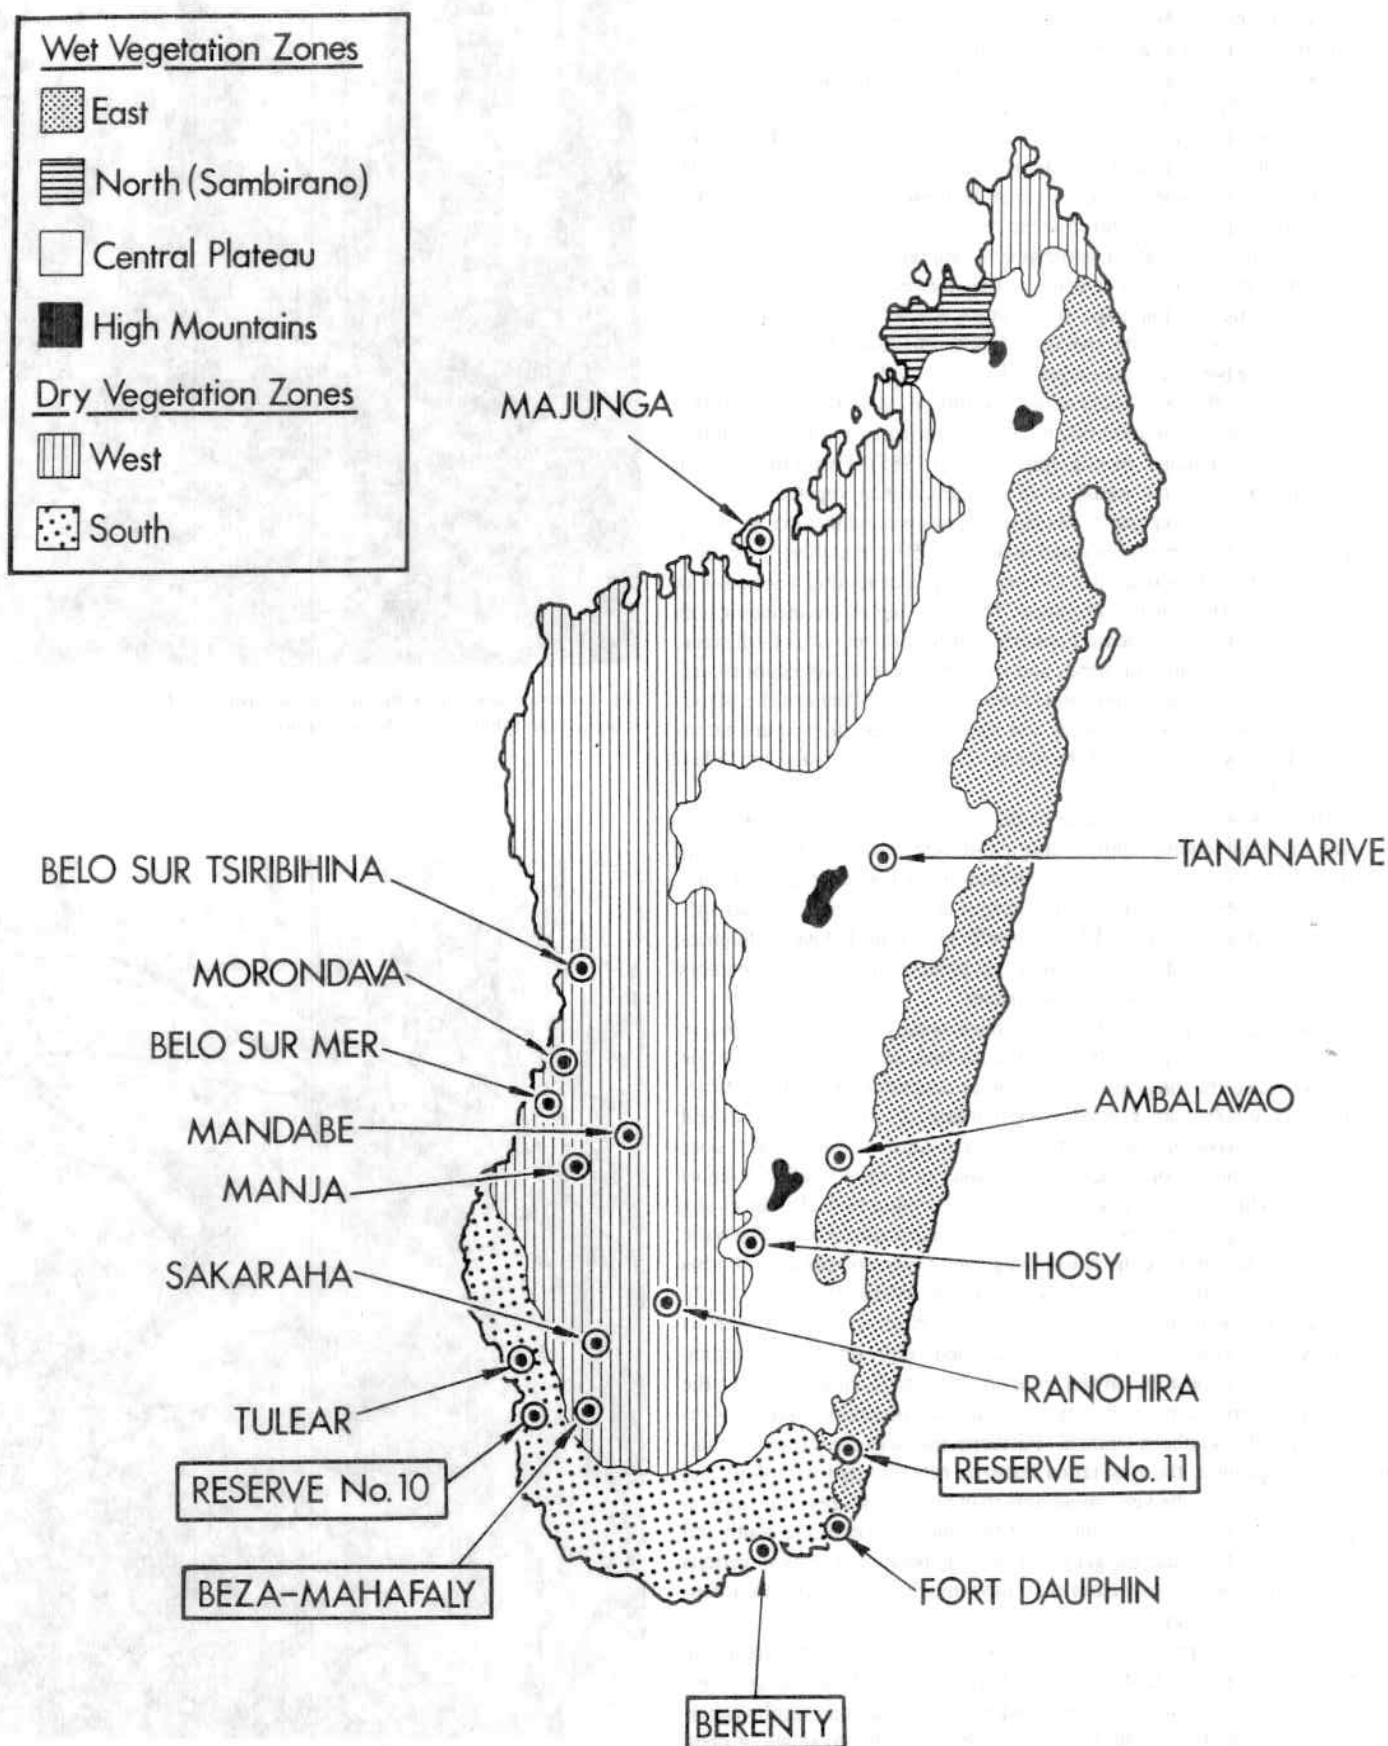 Wet Vegetation Zones
East
North (Sambirano)
Central Plateau
High Mountains
Dry Vegetation Zones
West
South
MAJUNGA
BELO SUR TSIRIBIHINA
TANANARIVE
MORONDAVA
BELO SUR MER
AMBALAVAO
MANDABE
MANJA
IHOSY
SAKARAHA
RANOHIRA
TULEAR
RESERVE No. 11
RESERVE No. 10
BEZA-MAHAFALY
FORT DAUPHIN
BERENTY